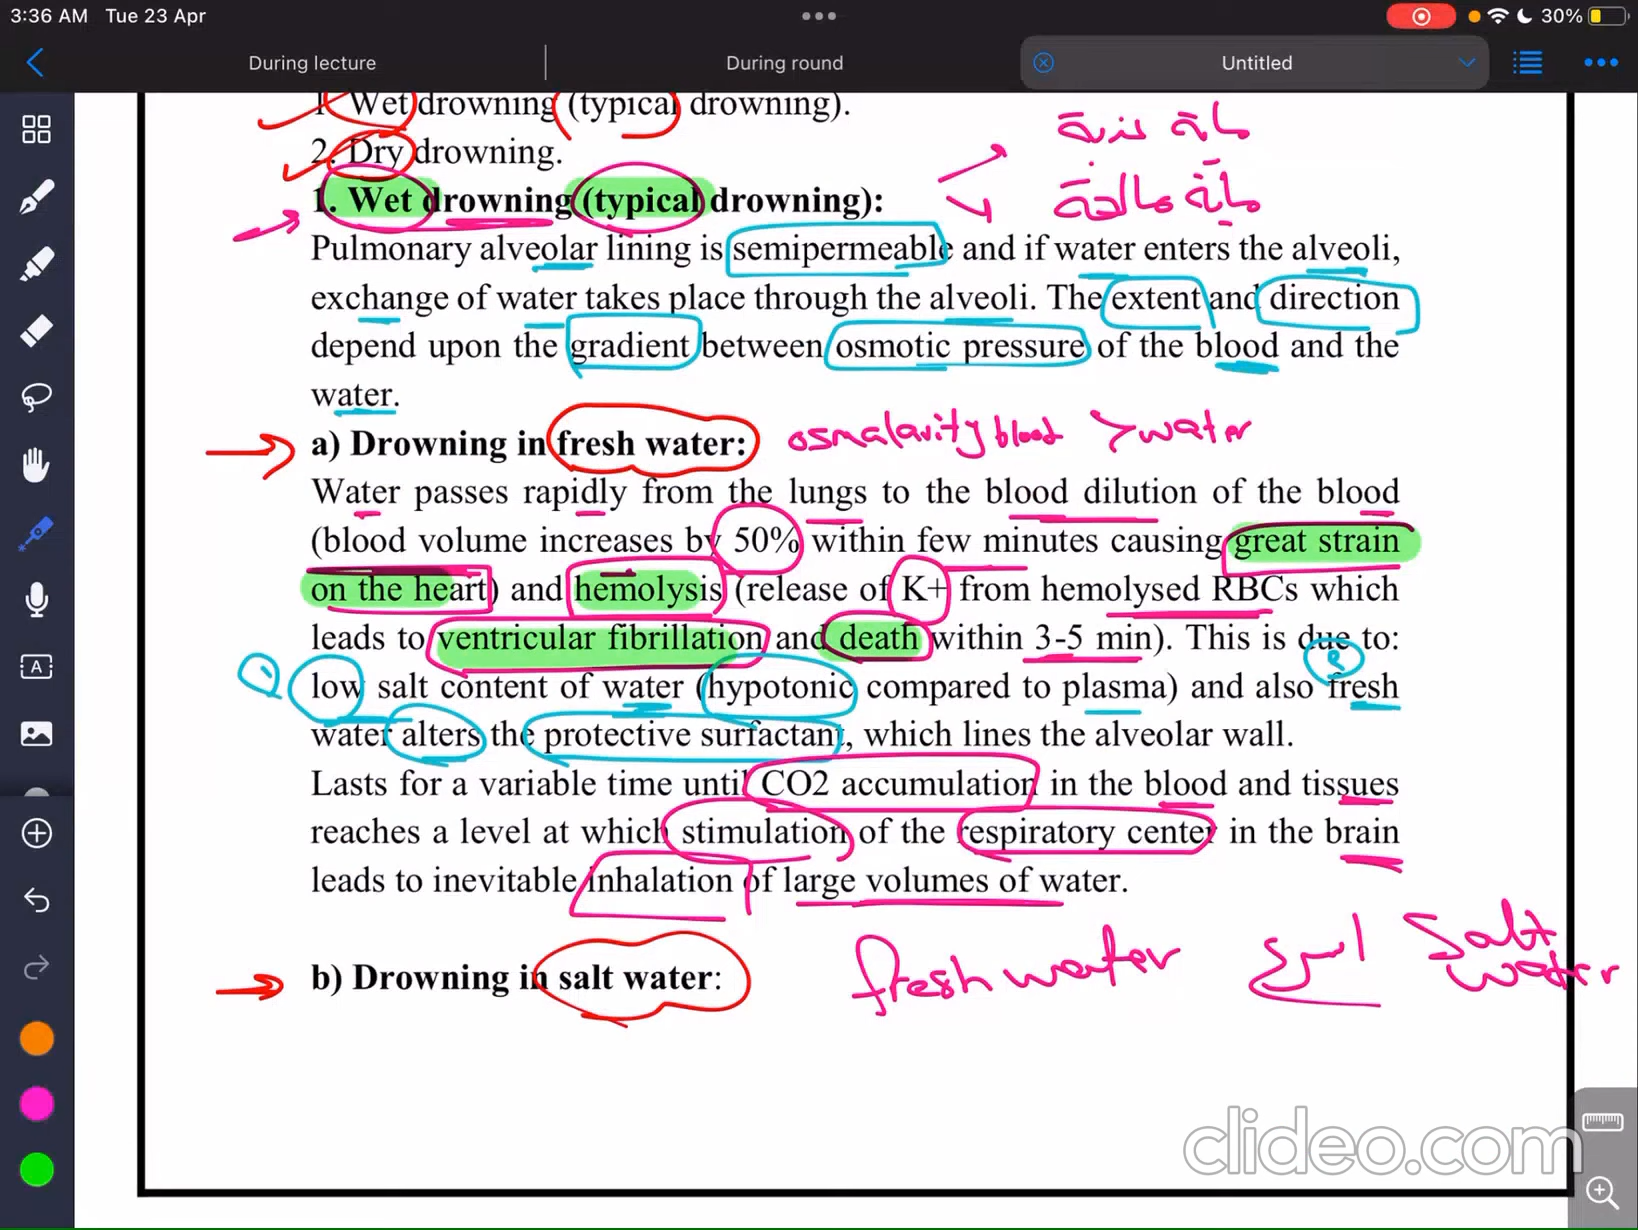 3:36 AM Tue 23 Apr
30%
During lecture
During round
Untitled
1. Wet drowning (typical drowning).
2. Dry drowning.
ماية عذبة
ماية مالحة
1. Wet drowning (typical drowning):
Pulmonary alveolar lining is semipermeable and if water enters the alveoli,
exchange of water takes place through the alveoli. The extent and direction
depend upon the gradient between osmotic pressure of the blood and the
water.
a) Drowning in fresh water:
osmalarity blood > water
Water passes rapidly from the lungs to the blood dilution of the blood
(blood volume increases by 50% within few minutes causing great strain
on the heart) and hemolysis (release of K+ from hemolysed RBCs which
leads to ventricular fibrillation and death within 3-5 min). This is due to:
low salt content of water (hypotonic compared to plasma) and also fresh
water alters the protective surfactant, which lines the alveolar wall.
Lasts for a variable time until CO2 accumulation in the blood and tissues
reaches a level at which stimulation of the respiratory center in the brain
leads to inevitable inhalation of large volumes of water.
b) Drowning in salt water:
fresh water اسرع Salt
water
clideo.com